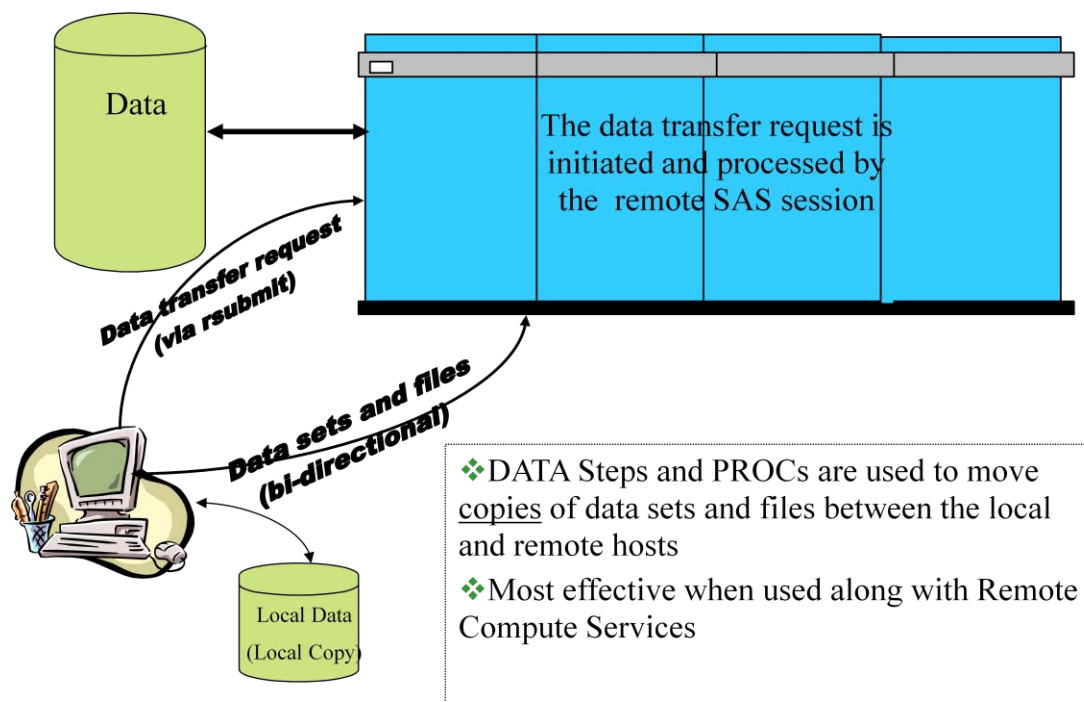 Data
The data transfer request is
initiated and processed by
the remote SAS session
Data transfer request
(via rsubmit)
Data sets and files
(bi-directional)
Local Data
(Local Copy)
❖DATA Steps and PROCs are used to move
copies of data sets and files between the local
and remote hosts
❖Most effective when used along with Remote
Compute Services